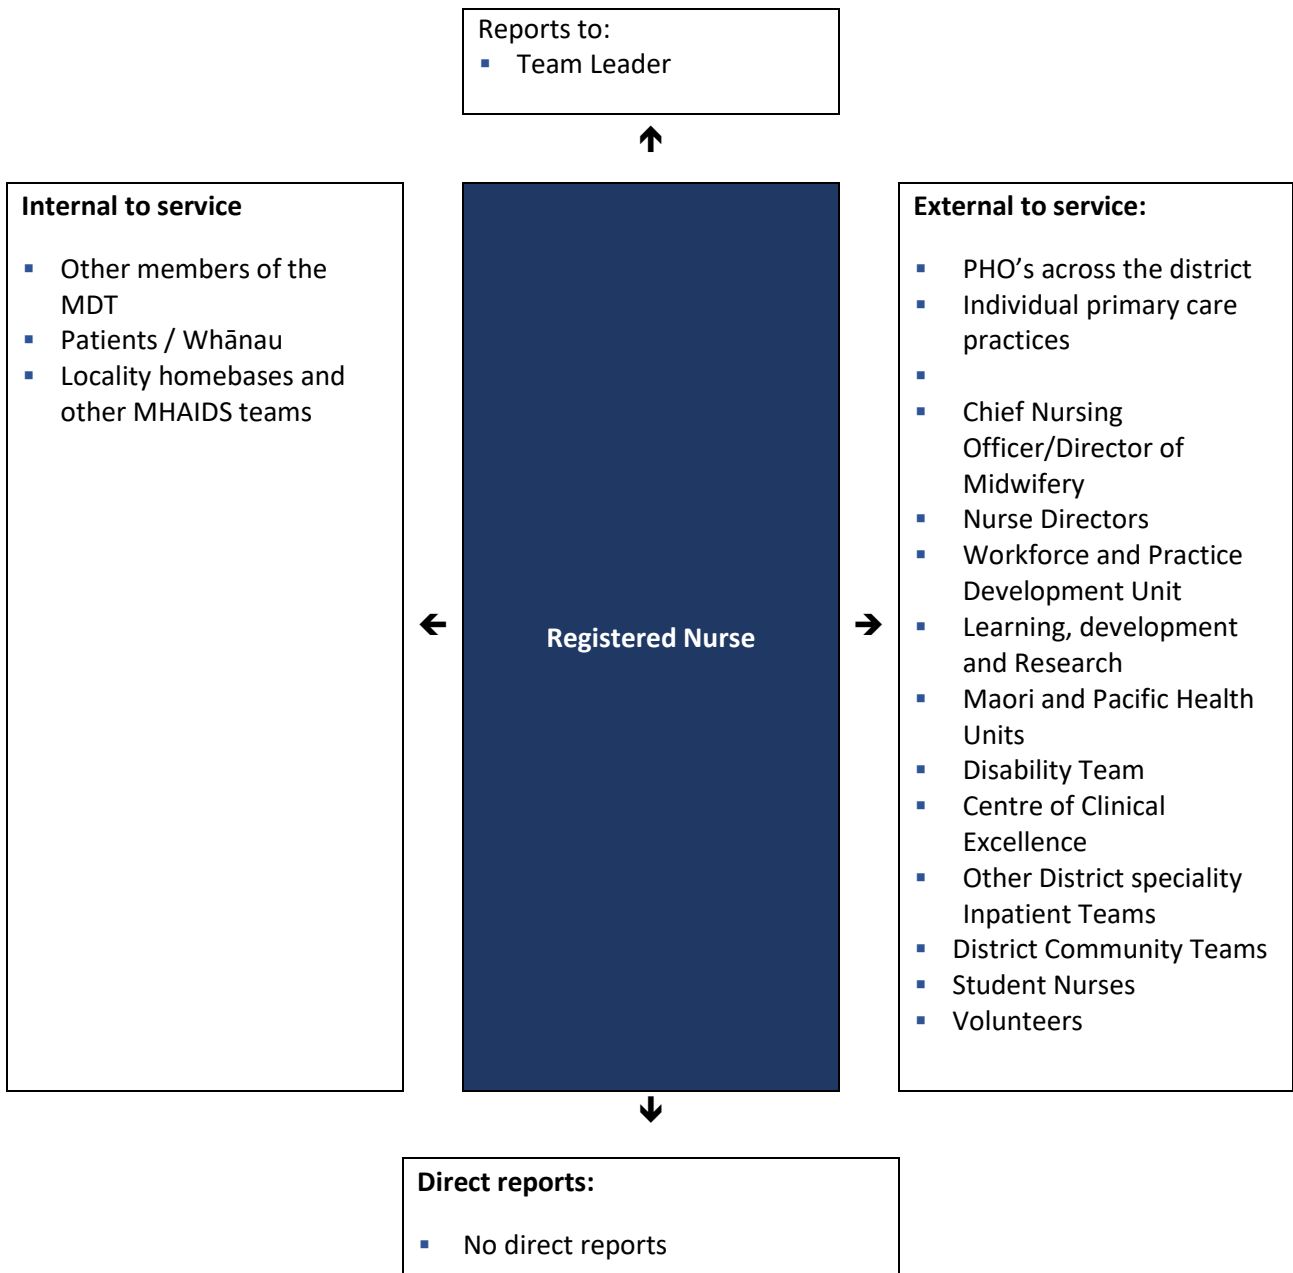 Reports to:
▪ Team Leader
Internal to service
▪ Other members of the
MDT
▪ Patients / Whānau
▪ Locality homebases and
other MHAIDS teams
Registered Nurse
External to service:
▪ PHO’s across the district
▪ Individual primary care
practices
▪
▪ Chief Nursing
Officer/Director of
Midwifery
▪ Nurse Directors
▪ Workforce and Practice
Development Unit
▪ Learning, development
and Research
▪ Maori and Pacific Health
Units
▪ Disability Team
▪ Centre of Clinical
Excellence
▪ Other District speciality
Inpatient Teams
▪ District Community Teams
▪ Student Nurses
▪ Volunteers
Direct reports:
▪ No direct reports